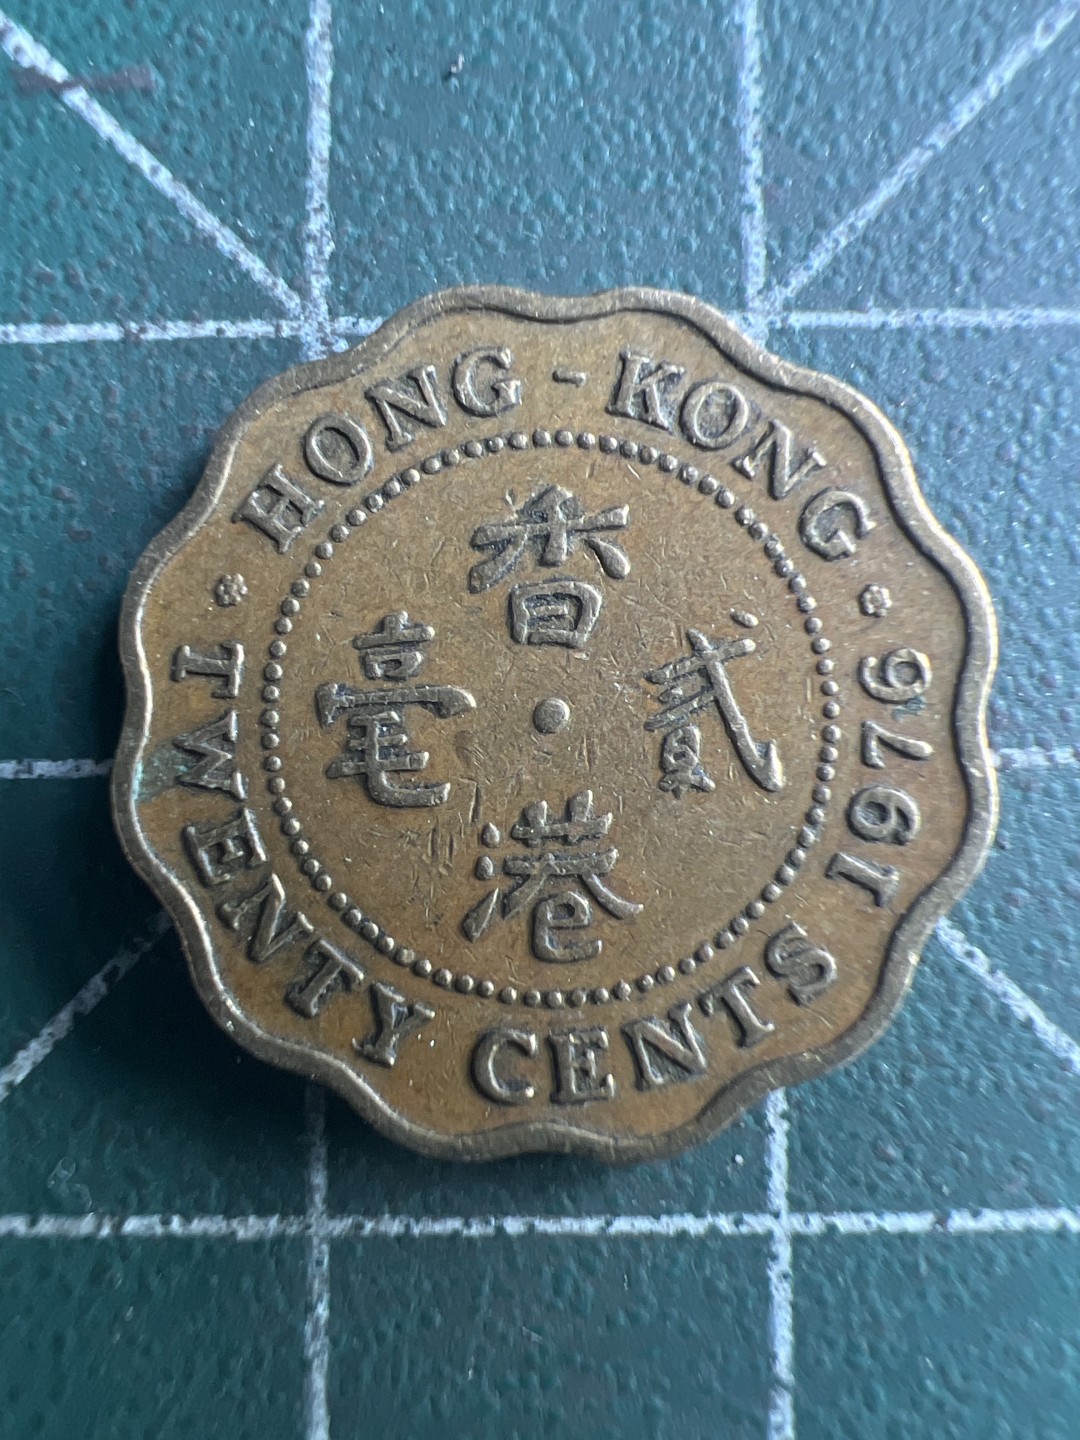 HONG - KONG
香港
貳毫
TWENTY CENTS 1976